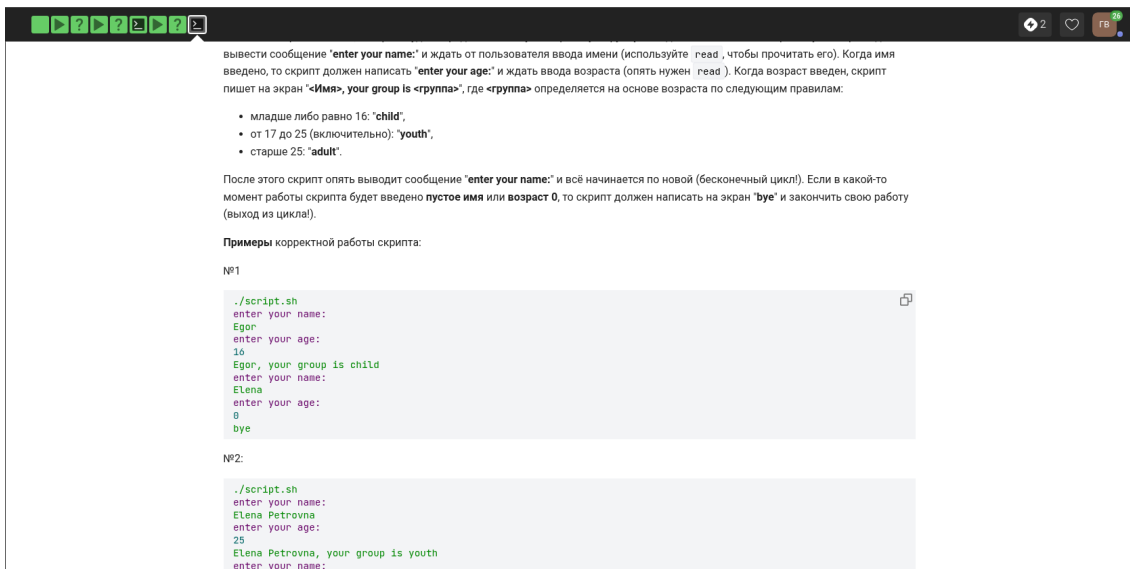 2
ГВ
26
вывести сообщение "enter your name:" и ждать от пользователя ввода имени (используйте read , чтобы прочитать его). Когда имя
введено, то скрипт должен написать "enter your age:" и ждать ввода возраста (опять нужен read ). Когда возраст введен, скрипт
пишет на экран "<Имя>, your group is <группа>", где <группа> определяется на основе возраста по следующим правилам:
• младше либо равно 16: "child",
• от 17 до 25 (включительно): "youth",
• старше 25: "adult".
После этого скрипт опять выводит сообщение "enter your name:" и всё начинается по новой (бесконечный цикл!). Если в какой-то
момент работы скрипта будет введено пустое имя или возраст 0, то скрипт должен написать на экран "bye" и закончить свою работу
(выход из цикла!).
Примеры корректной работы скрипта:
№1
./script.sh
enter your name:
Egor
enter your age:
16
Egor, your group is child
enter your name:
Elena
enter your age:
0
bye
№2:
./script.sh
enter your name:
Elena Petrovna
enter your age:
25
Elena Petrovna, your group is youth
enter your name: